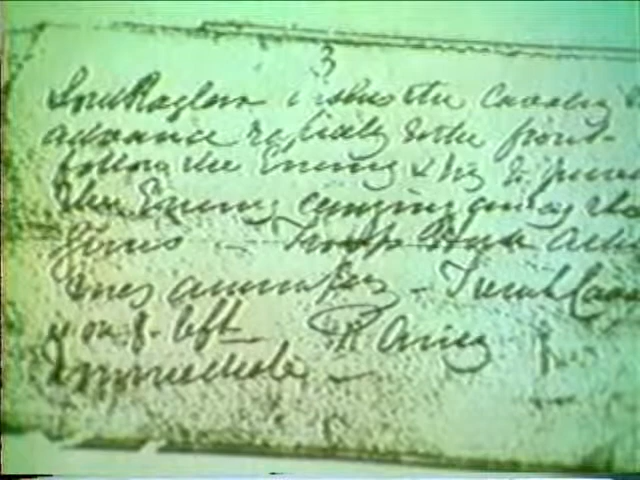 3
Lord Raglan wishes the Cavalry
advance rapidly to the front -
follow the Enemy & try to
the Enemy carrying away the
guns - Troop Horse
may accompany - French
is on yr. left
R Airey
Immediate -